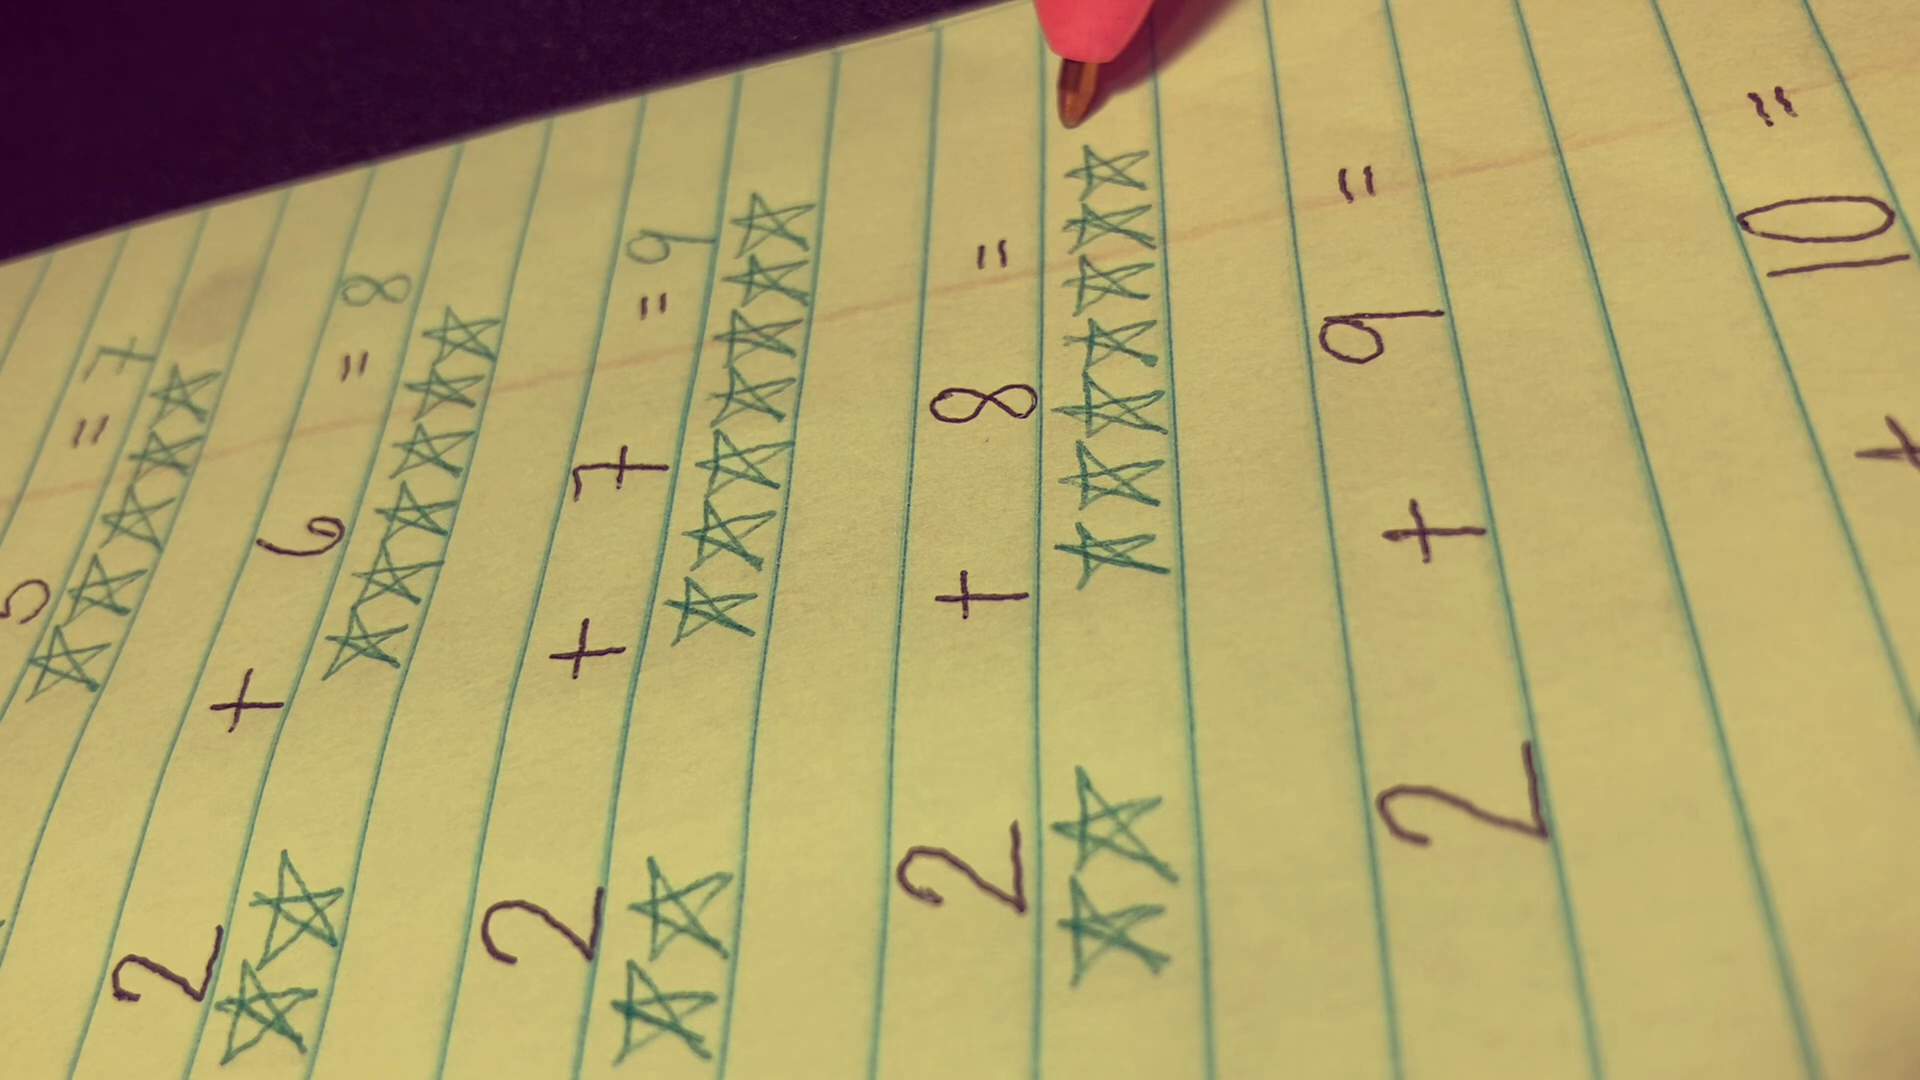 5 = 7
2 + 6 = 8
2 + 7 = 9
2 + 8 =
2 + 9 =
+ 10 =